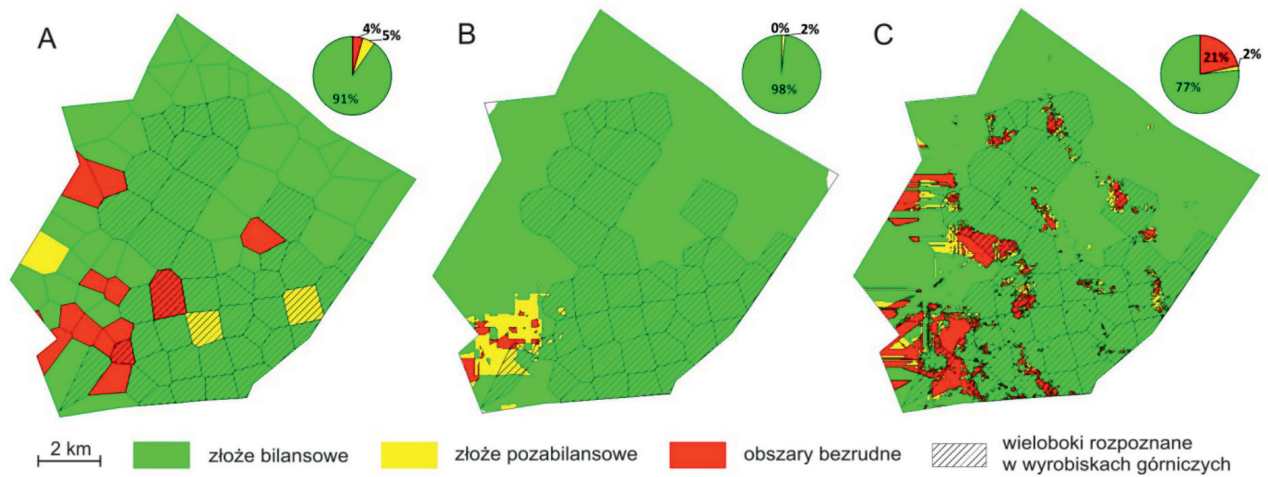 A
4%
5%
91%
B
0%
2%
98%
C
21%
2%
77%
2 km
złoże bilansowe
złoże pozabilansowe
obszary bezrudne
wieloboki rozpoznane
w wyrobiskach górniczych